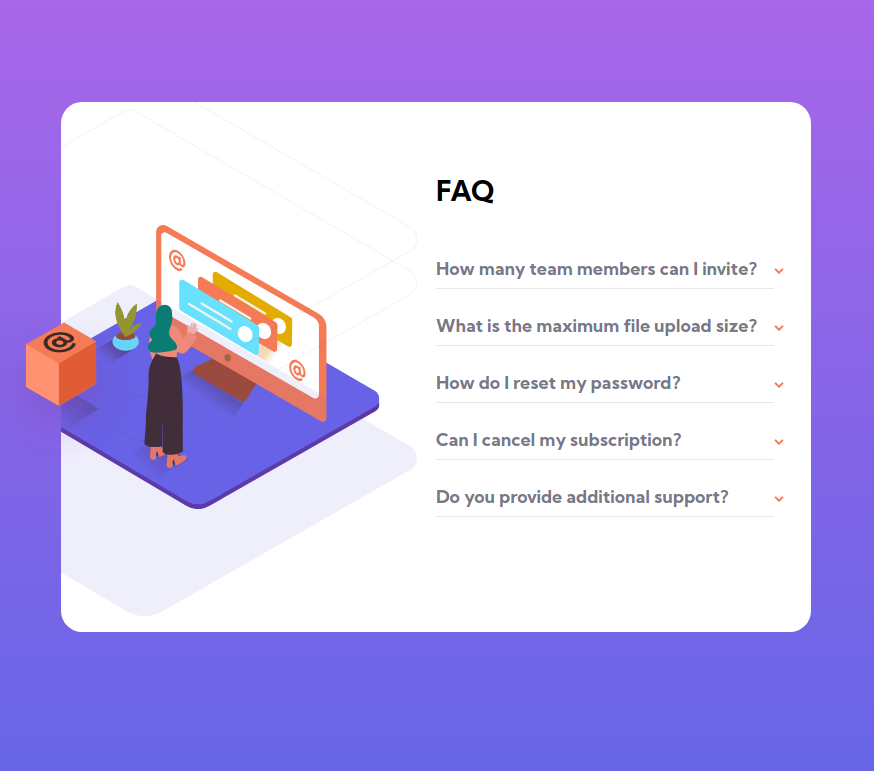 FAQ
How many team members can I invite?
What is the maximum file upload size?
How do I reset my password?
Can I cancel my subscription?
Do you provide additional support?
@
@
@